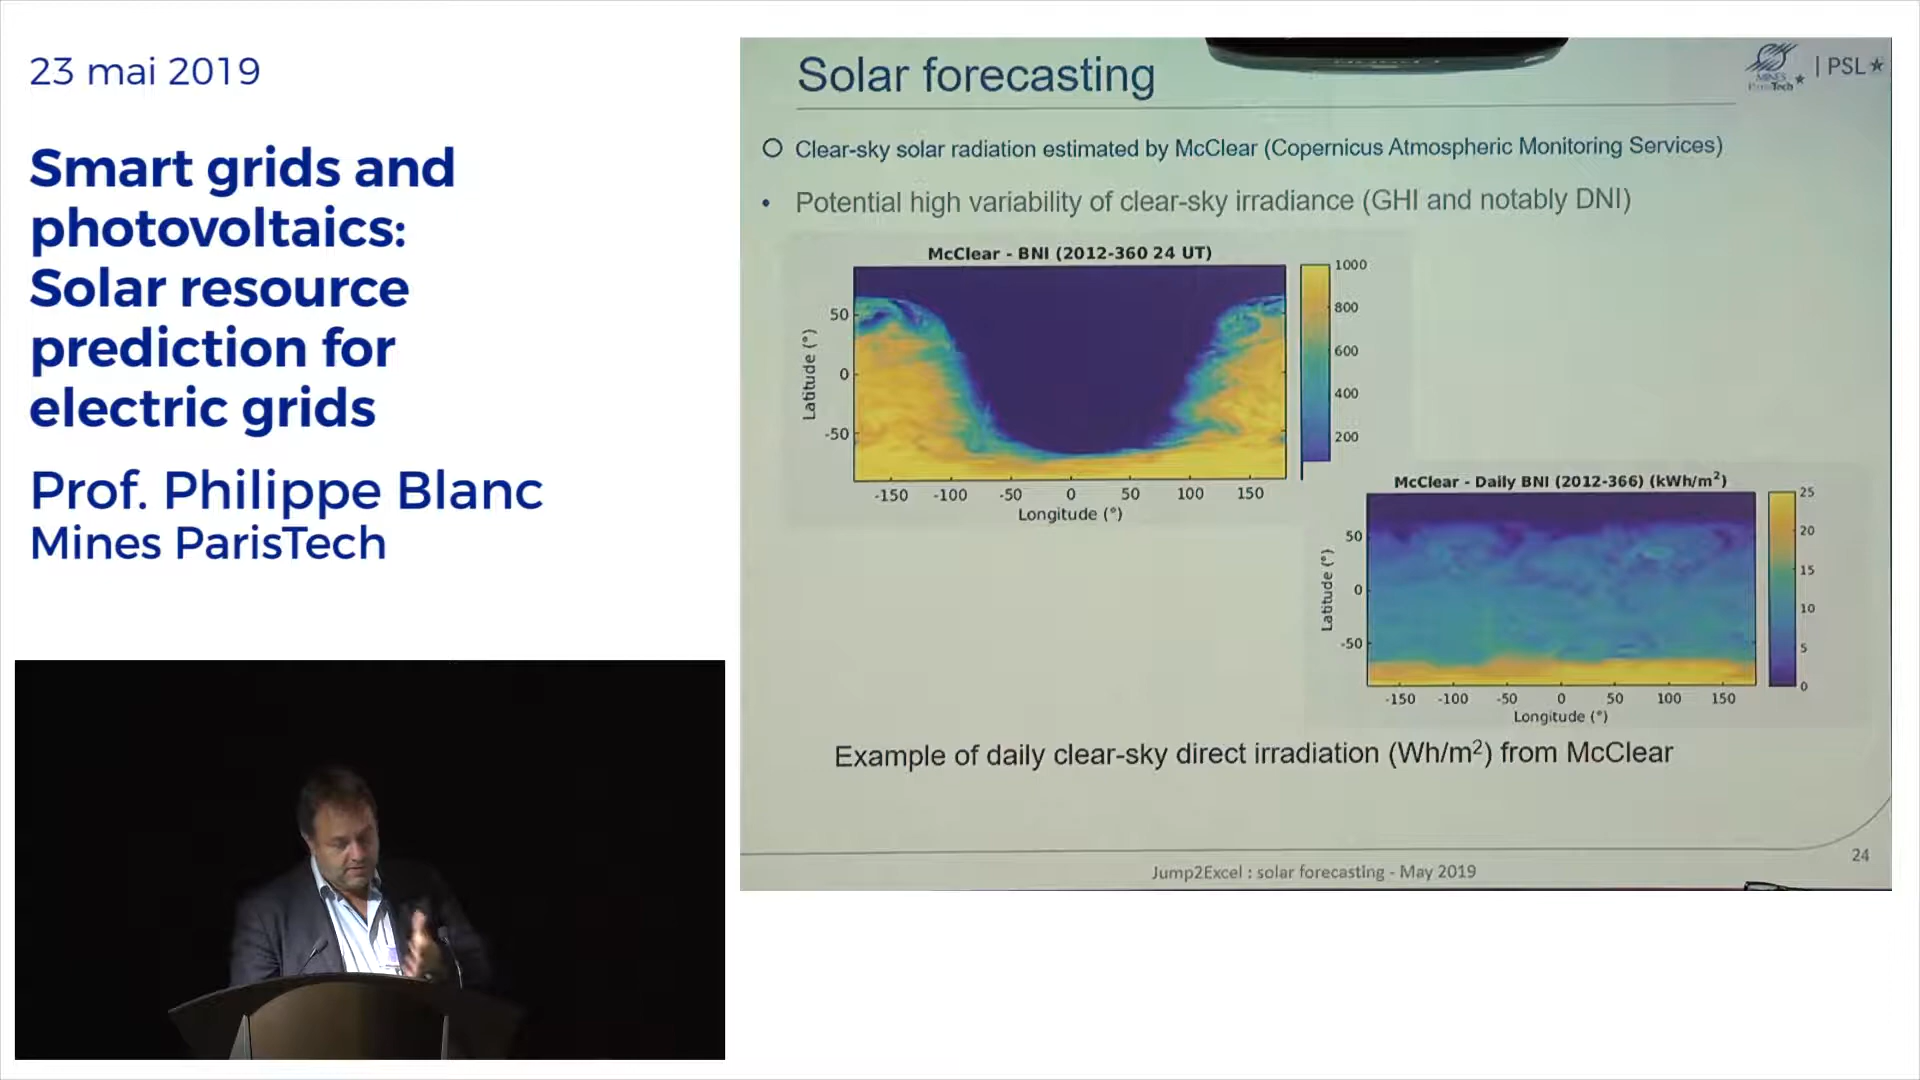 23 mai 2019
Smart grids and
photovoltaics:
Solar resource
prediction for
electric grids
Prof. Philippe Blanc
Mines ParisTech
Solar forecasting
MINES
ParisTech
| PSL★
Clear-sky solar radiation estimated by McClear (Copernicus Atmospheric Monitoring Services)
• Potential high variability of clear-sky irradiance (GHI and notably DNI)
McClear - BNI (2012-360 24 UT)
Latitude (°)
50
0
-50
-150 -100 -50 0 50 100 150
Longitude (°)
1000
800
600
400
200
McClear - Daily BNI (2012-366) (kWh/m²)
Latitude (°)
50
0
-50
-150 -100 -50 0 50 100 150
Longitude (°)
25
20
15
10
5
0
Example of daily clear-sky direct irradiation (Wh/m²) from McClear
24
Jump2Excel : solar forecasting - May 2019